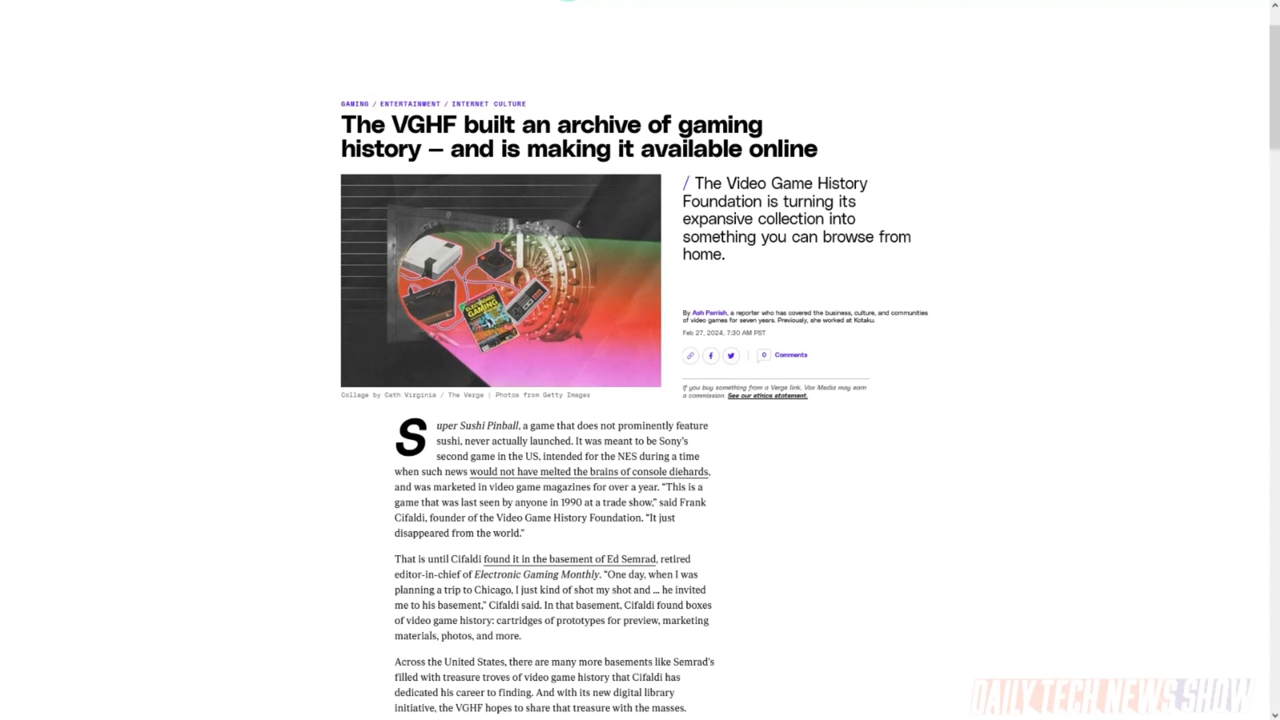 GAMING / ENTERTAINMENT / INTERNET CULTURE
The VGHF built an archive of gaming
history – and is making it available online
/ The Video Game History
Foundation is turning its
expansive collection into
something you can browse from
home.
By Ash Parrish, a reporter who has covered the business, culture, and communities
of video games for seven years. Previously, she worked at Kotaku.
Feb 27, 2024, 7:30 AM PST
0 Comments
If you buy something from a Verge link, Vox Media may earn
a commission. See our ethics statement.
Collage by Cath Virginia / The Verge | Photos from Getty Images
Super Sushi Pinball, a game that does not prominently feature
sushi, never actually launched. It was meant to be Sony's
second game in the US, intended for the NES during a time
when such news would not have melted the brains of console diehards,
and was marketed in video game magazines for over a year. “This is a
game that was last seen by anyone in 1990 at a trade show,” said Frank
Cifaldi, founder of the Video Game History Foundation. “It just
disappeared from the world.”
That is until Cifaldi found it in the basement of Ed Semrad, retired
editor-in-chief of Electronic Gaming Monthly. “One day, when I was
planning a trip to Chicago, I just kind of shot my shot and ... he invited
me to his basement,” Cifaldi said. In that basement, Cifaldi found boxes
of video game history: cartridges of prototypes for preview, marketing
materials, photos, and more.
Across the United States, there are many more basements like Semrad's
filled with treasure troves of video game history that Cifaldi has
dedicated his career to finding. And with its new digital library
initiative, the VGHF hopes to share that treasure with the masses.
DAILY TECH NEWS SHOW